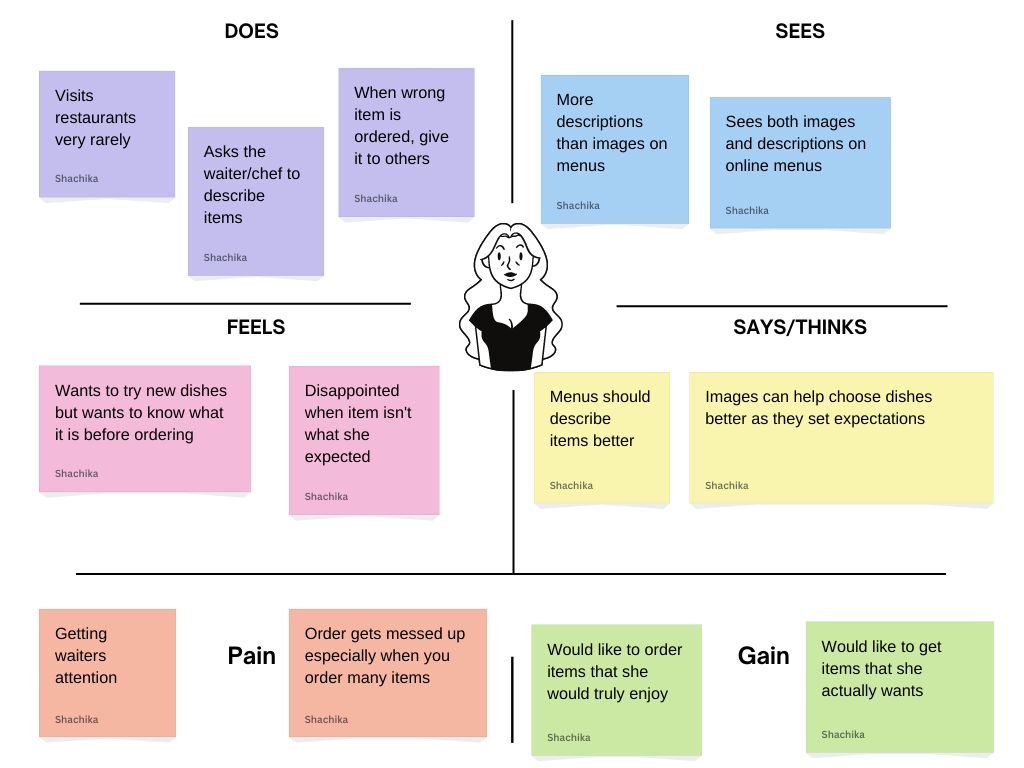 DOES
Visits
restaurants
very rarely
Shachika
Asks the
waiter/chef to
describe
items
Shachika
When wrong
item is
ordered, give
it to others
Shachika
SEES
More
descriptions
than images on
menus
Shachika
Sees both images
and descriptions on
online menus
Shachika
FEELS
Wants to try new dishes
but wants to know what
it is before ordering
Shachika
Disappointed
when item isn't
what she
expected
Shachika
SAYS/THINKS
Menus should
describe
items better
Shachika
Images can help choose dishes
better as they set expectations
Shachika
Getting
waiters
attention
Shachika
Pain
Order gets messed up
especially when you
order many items
Shachika
Would like to order
items that she
would truly enjoy
Shachika
Gain
Would like to get
items that she
actually wants
Shachika